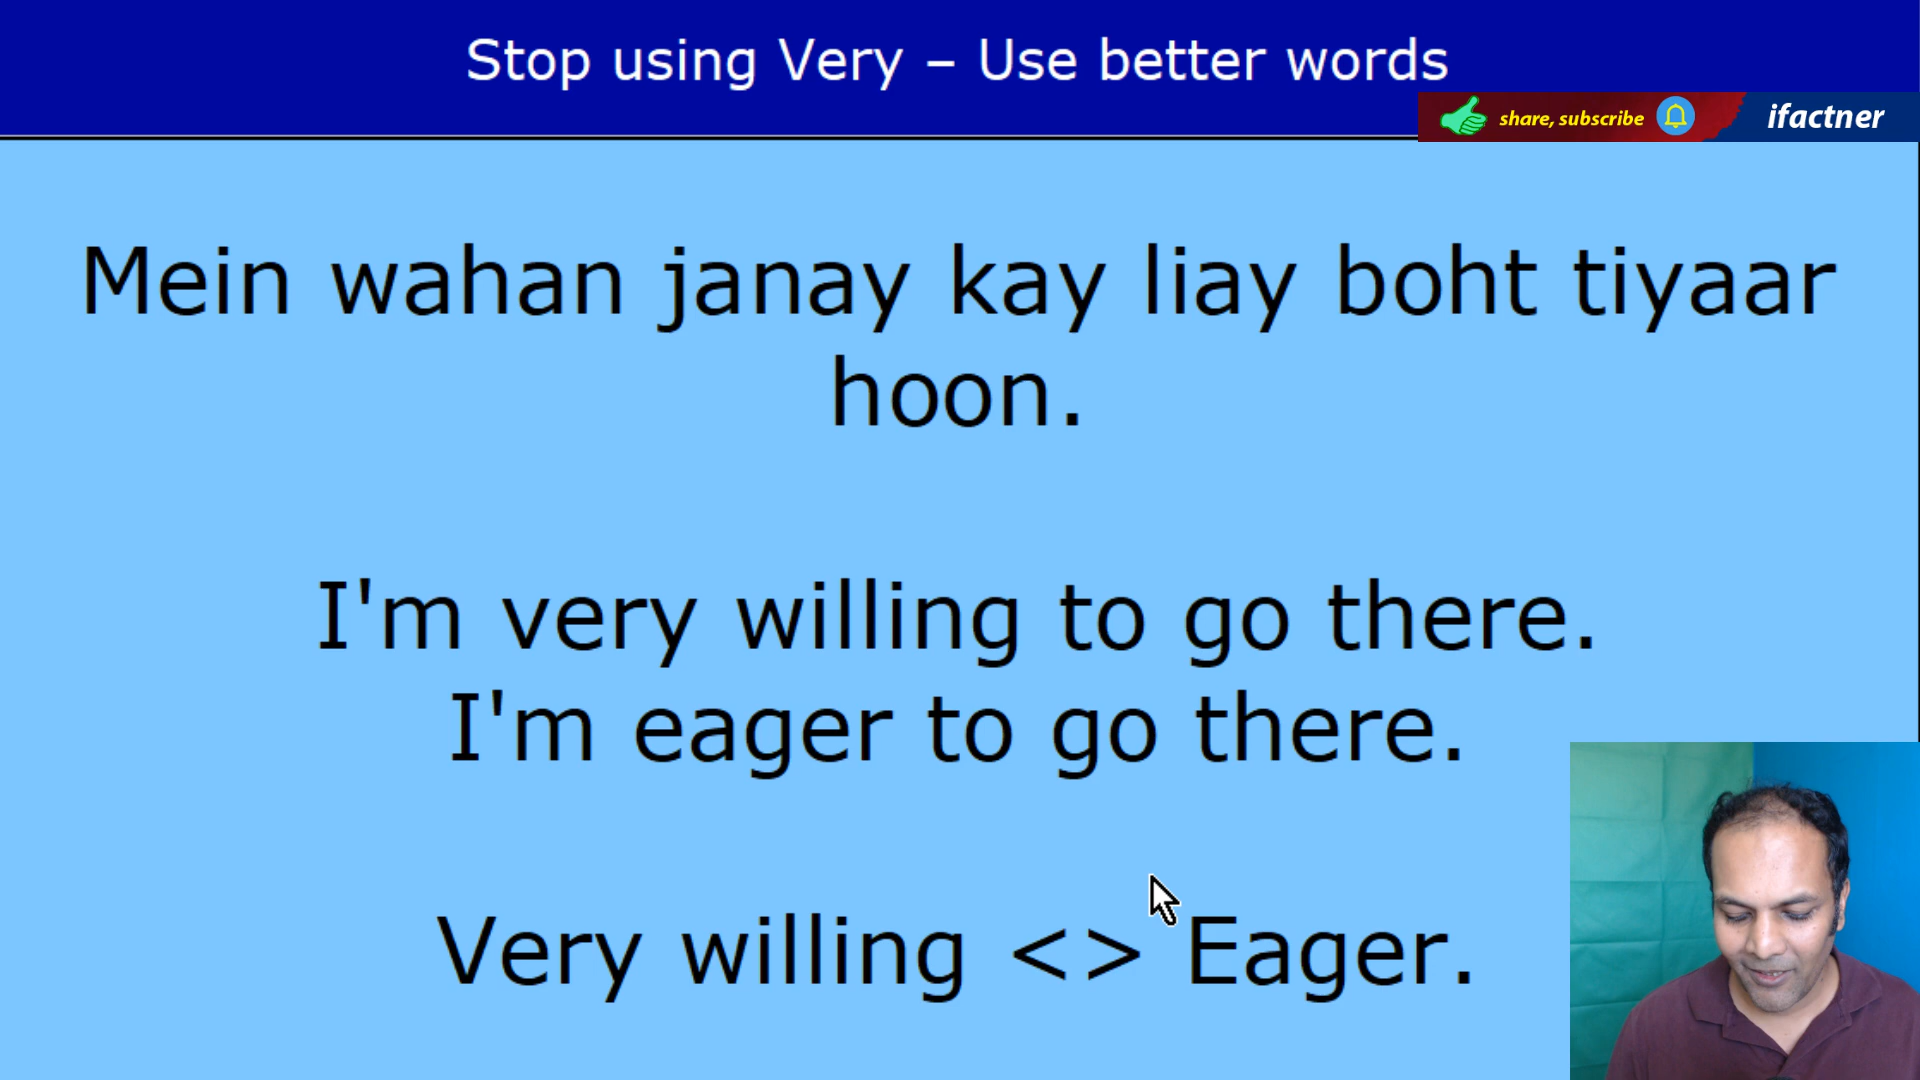 Stop using Very – Use better words
share, subscribe
ifactner
Mein wahan janay kay liay boht tiyaar
hoon.
I'm very willing to go there.
I'm eager to go there.
Very willing <> Eager.